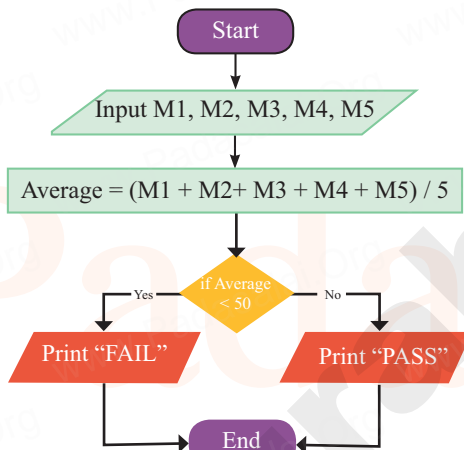 Start
Input M1, M2, M3, M4, M5
Average = (M1 + M2+ M3 + M4 + M5) / 5
if Average
< 50
Yes
No
Print “FAIL”
Print “PASS”
End